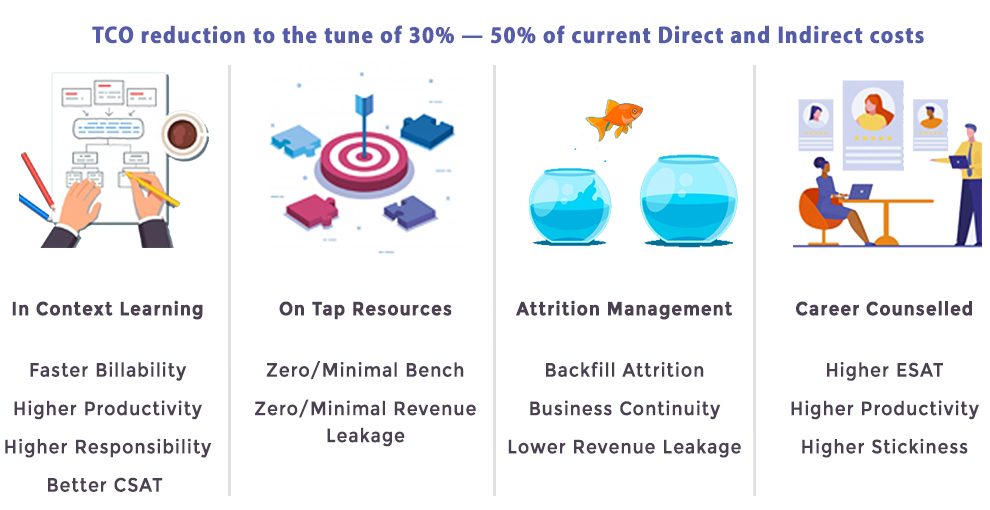 TCO reduction to the tune of 30% — 50% of current Direct and Indirect costs
In Context Learning
Faster Billability
Higher Productivity
Higher Responsibility
Better CSAT
On Tap Resources
Zero/Minimal Bench
Zero/Minimal Revenue
Leakage
Attrition Management
Backfill Attrition
Business Continuity
Lower Revenue Leakage
Career Counselled
Higher ESAT
Higher Productivity
Higher Stickiness